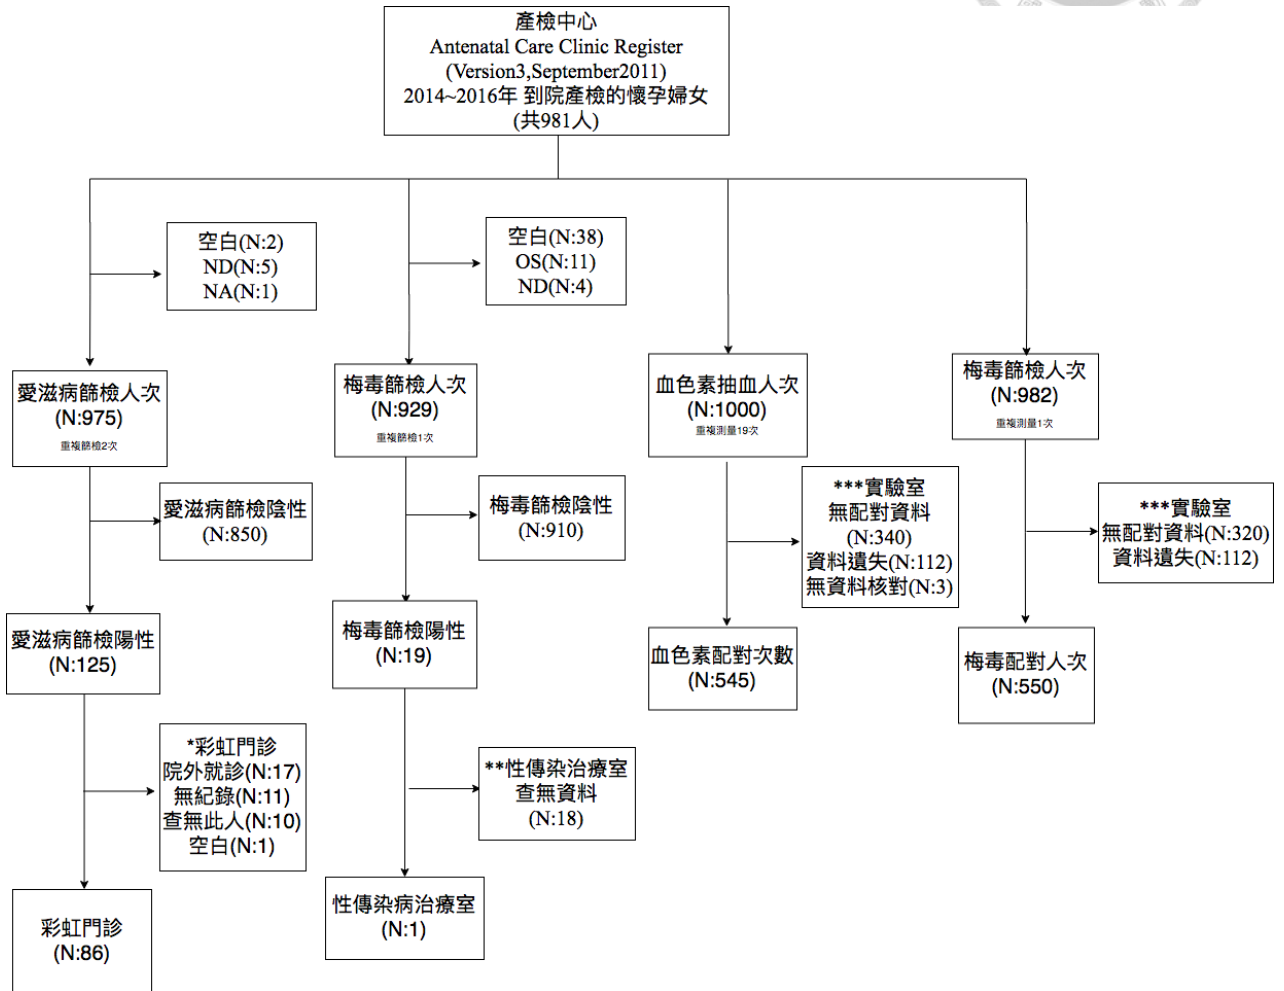 產檢中心
Antenatal Care Clinic Register
(Version3,September2011)
2014~2016年 到院產檢的懷孕婦女
(共981人)
空白(N:2)
ND(N:5)
NA(N:1)
空白(N:38)
OS(N:11)
ND(N:4)
愛滋病篩檢人次
(N:975)
重複篩檢2次
梅毒篩檢人次
(N:929)
重複篩檢1次
血色素抽血人次
(N:1000)
重複測量19次
梅毒篩檢人次
(N:982)
重複測量1次
愛滋病篩檢陰性
(N:850)
梅毒篩檢陰性
(N:910)
***實驗室
無配對資料
(N:340)
資料遺失(N:112)
無資料核對(N:3)
***實驗室
無配對資料(N:320)
資料遺失(N:112)
愛滋病篩檢陽性
(N:125)
梅毒篩檢陽性
(N:19)
血色素配對次數
(N:545)
梅毒配對人次
(N:550)
*彩虹門診
院外就診(N:17)
無紀錄(N:11)
查無此人(N:10)
空白(N:1)
**性傳染治療室
查無資料
(N:18)
彩虹門診
(N:86)
性傳染病治療室
(N:1)